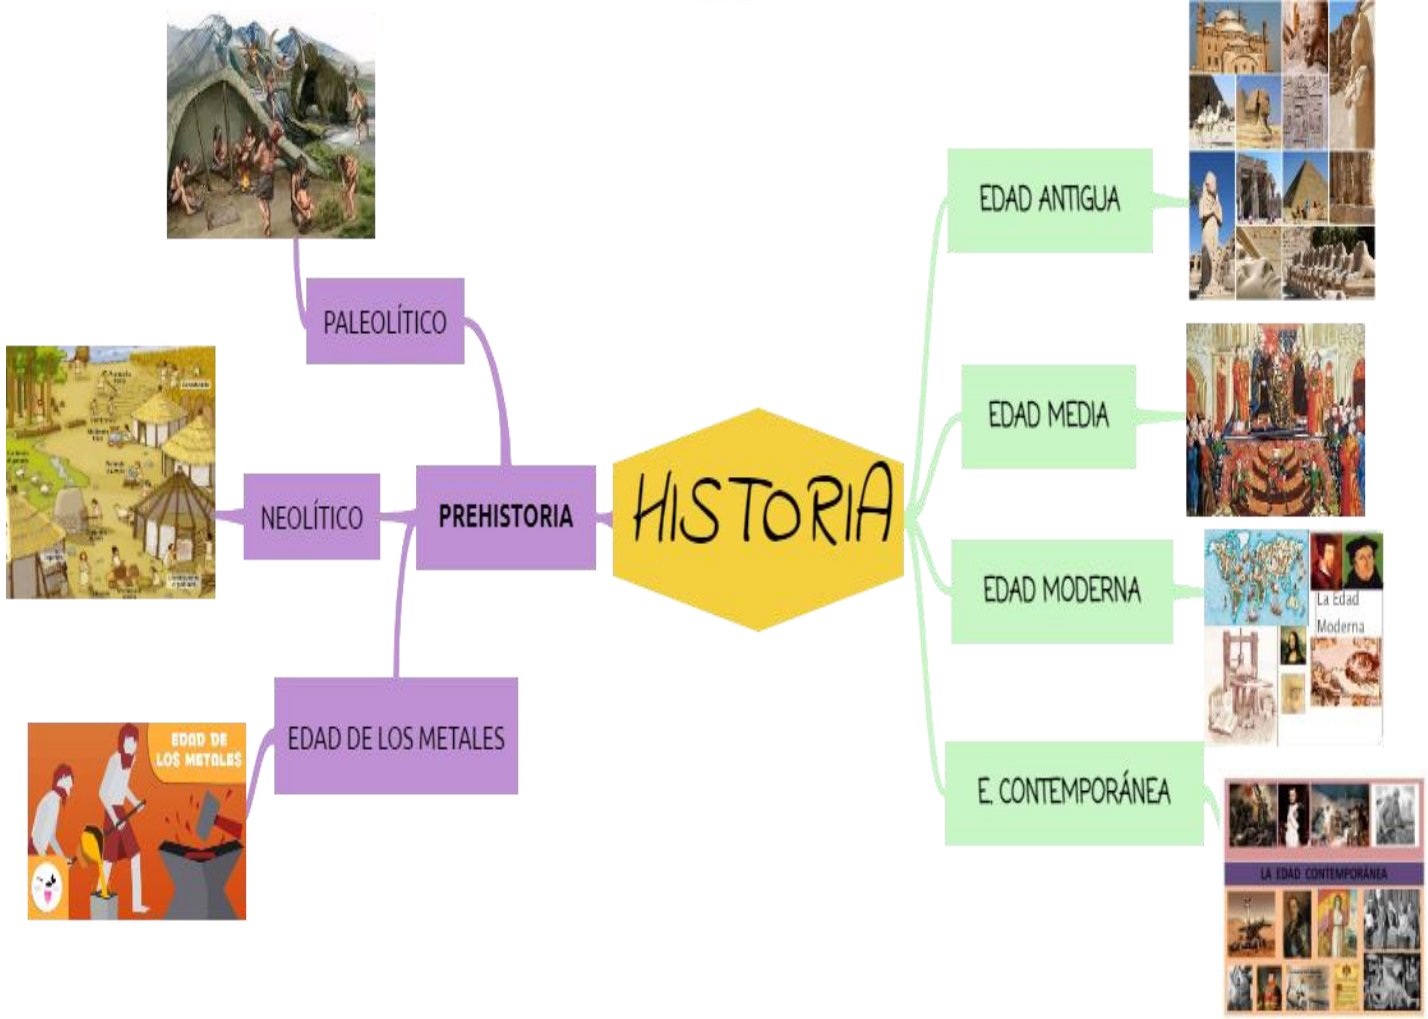 PALEOLÍTICO
NEOLÍTICO
PREHISTORIA
EDAD DE LOS METALES
EDAD DE
LOS METALES
HISTORIA
EDAD ANTIGUA
EDAD MEDIA
EDAD MODERNA
La Edad
Moderna
E. CONTEMPORÁNEA
LA EDAD CONTEMPORÁNEA